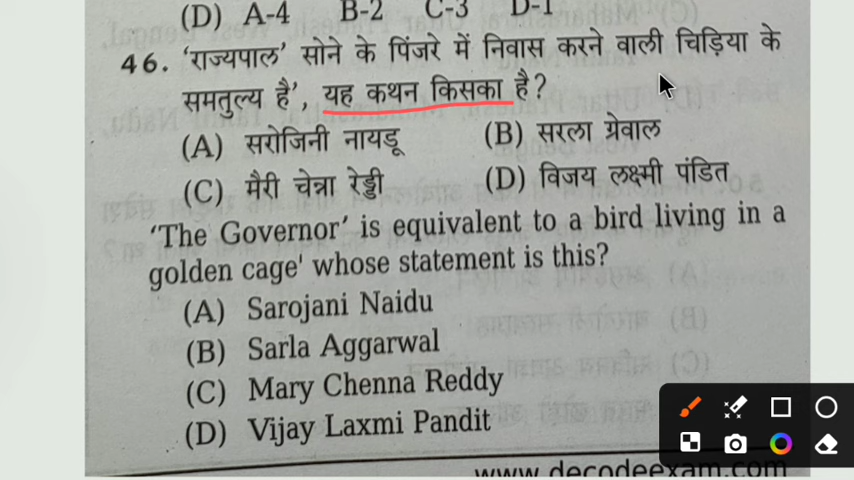 (D) A-4 B-2 C-3 D-1
46. 'राज्यपाल' सोने के पिंजरे में निवास करने वाली चिड़िया के
समतुल्य है', यह कथन किसका है?
(A) सरोजिनी नायडू (B) सरला ग्रेवाल
(C) मैरी चेन्ना रेड्डी (D) विजय लक्ष्मी पंडित
'The Governor' is equivalent to a bird living in a
golden cage' whose statement is this?
(A) Sarojani Naidu
(B) Sarla Aggarwal
(C) Mary Chenna Reddy
(D) Vijay Laxmi Pandit
www.decodeexam.com